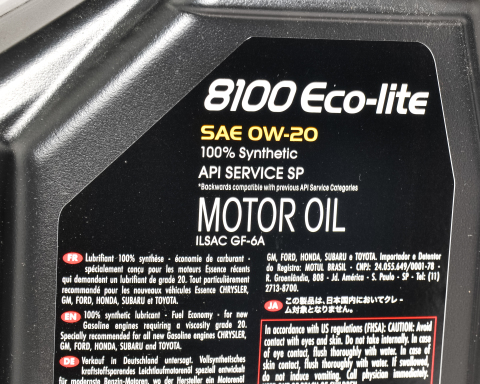 8100 Eco-lite
SAE 0W-20
100% Synthetic
API SERVICE SP
*Backwards compatible with previous API Service Categories
MOTOR OIL
ILSAC GF-6A
FR Lubrifiant 100% synthèse - économie de carburant -
spécialement conçu pour les moteurs Essence récents
qui demandent un lubrifiant de grade 20. Tout particulièrement
recommandé pour les nouveaux véhicules Essence CHRYSLER,
GM, FORD, HONDA, SUBARU et TOYOTA.
EN 100% synthetic lubricant - Fuel Economy - for new
Gasoline engines requiring a viscosity grade 20.
Specially recommended for all new Gasoline engines CHRYSLER,
GM, FORD, HONDA, SUBARU and TOYOTA.
DE Verkauf in Deutschland untersagt. Vollsynthetisches
kraftstoffsparendes Leichtlaufmotorenöl speziell entwickelt
für modernste Benzin-Motoren, wo der Hersteller ein Motorenöl
GM, FORD, HONDA, SUBARU e TOYOTA. Importador e Detentor
do Registro: MOTUL BRASIL - CNPJ: 24.055.649/0001-78 -
R. Groenlândia, 808 - Jd. América - S. Paulo - SP - Tel: (11)
2713-8700.
JA この製品は、日本国内においてクレー
ム対象となりません。
In accordance with US regulations (FHSA): CAUTION: Avoid
contact with eyes and skin. Do not take internally. In case
of eye contact, flush thoroughly with water. In case of
skin contact, flush thoroughly with water. If swallowed,
do not induce vomiting, call physician immediately.